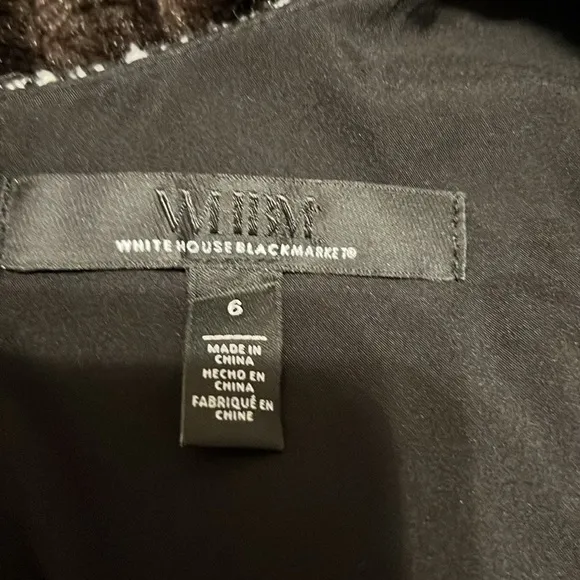 WHBM
WHITE HOUSE BLACK MARKET®
6
MADE IN
CHINA
HECHO EN
CHINA
FABRIQUÉ EN
CHINE